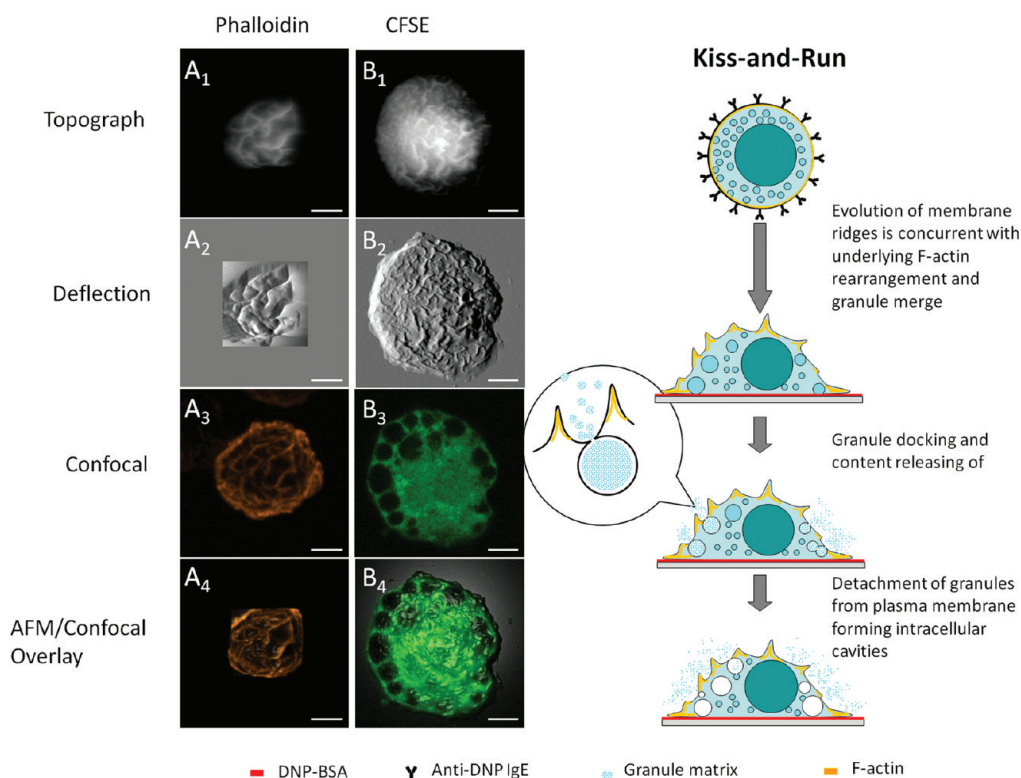 Phalloidin
CFSE
Kiss-and-Run
Topograph
A1
B1
Evolution of membrane
ridges is concurrent with
underlying F-actin
rearrangement and
granule merge
Deflection
A2
B2
Confocal
A3
B3
Granule docking and
content releasing of
AFM/Confocal
Overlay
A4
B4
Detachment of granules
from plasma membrane
forming intracellular
cavities
DNP-BSA
Anti-DNP IgE
Granule matrix
F-actin